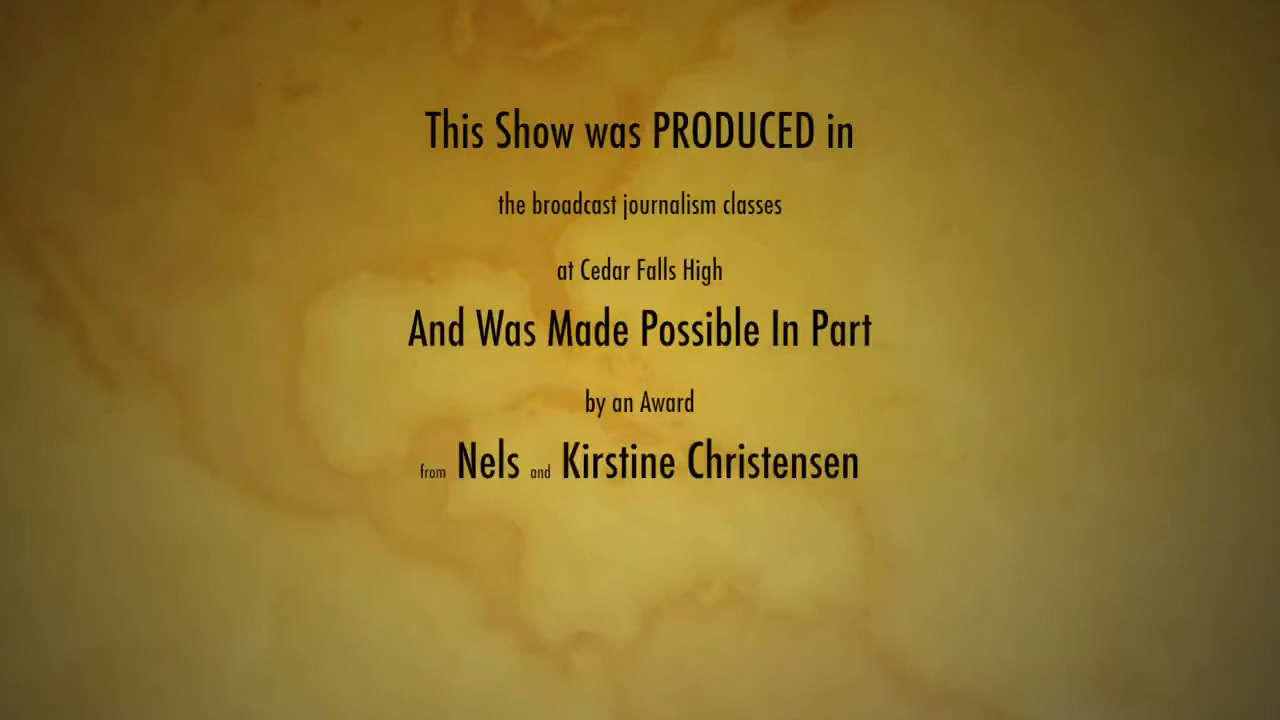 This Show was PRODUCED in
the broadcast journalism classes
at Cedar Falls High
And Was Made Possible In Part
by an Award
from Nels and Kirstine Christensen